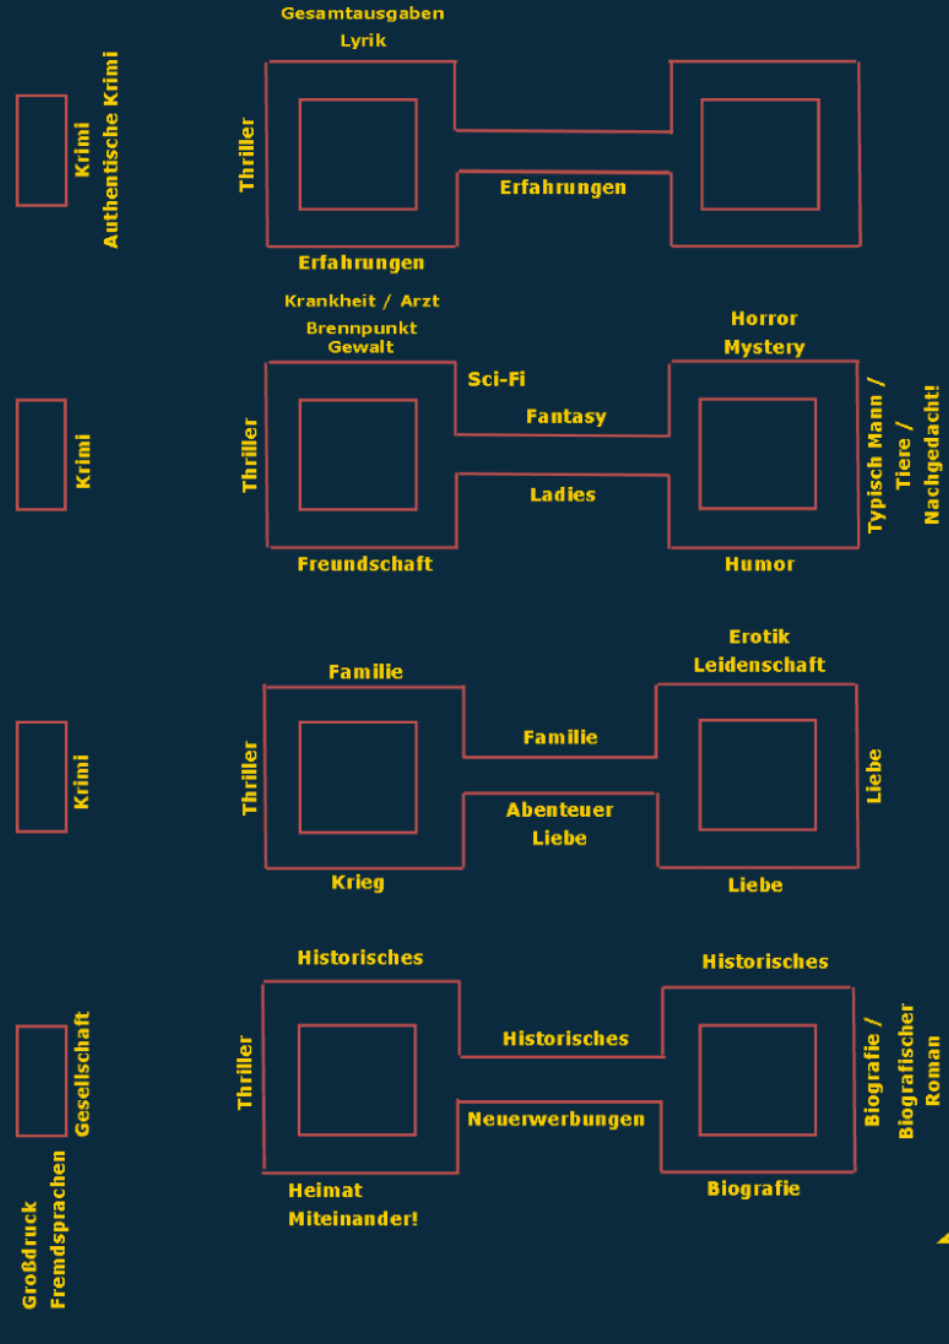 Gesamtausgaben
Lyrik
Krimi
Authentische Krimi
Thriller
Erfahrungen
Erfahrungen
Krankheit / Arzt
Brennpunkt
Gewalt
Horror
Mystery
Sci-Fi
Fantasy
Krimi
Thriller
Ladies
Typisch Mann /
Tiere /
Nachgedacht!
Freundschaft
Humor
Erotik
Leidenschaft
Familie
Familie
Krimi
Thriller
Liebe
Abenteuer
Liebe
Krieg
Liebe
Historisches
Historisches
Historisches
Gesellschaft
Thriller
Biografie /
Biografischer
Roman
Neuerwerbungen
Heimat
Miteinander!
Biografie
Großdruck
Fremdsprachen